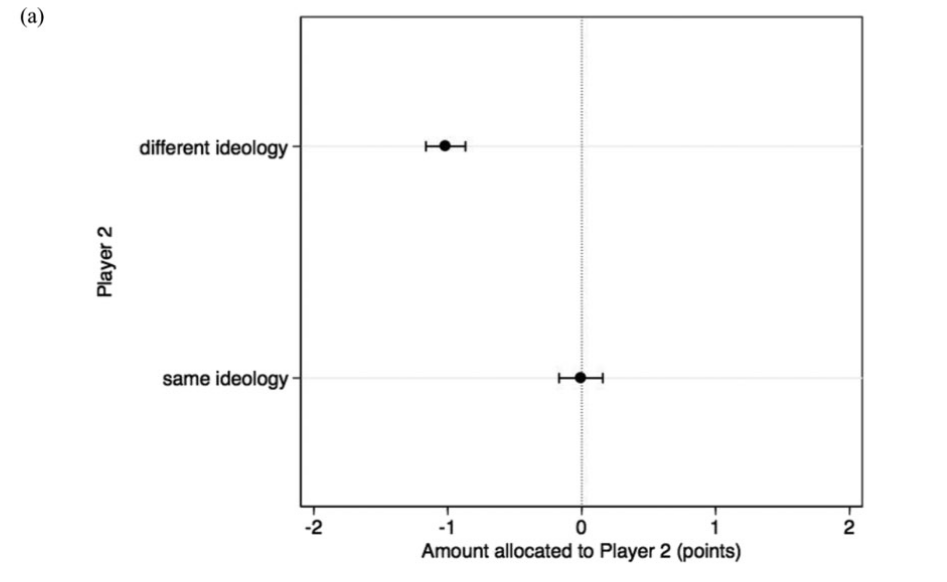 (a)
Player 2
different ideology
same ideology
-2 -1 0 1 2
Amount allocated to Player 2 (points)